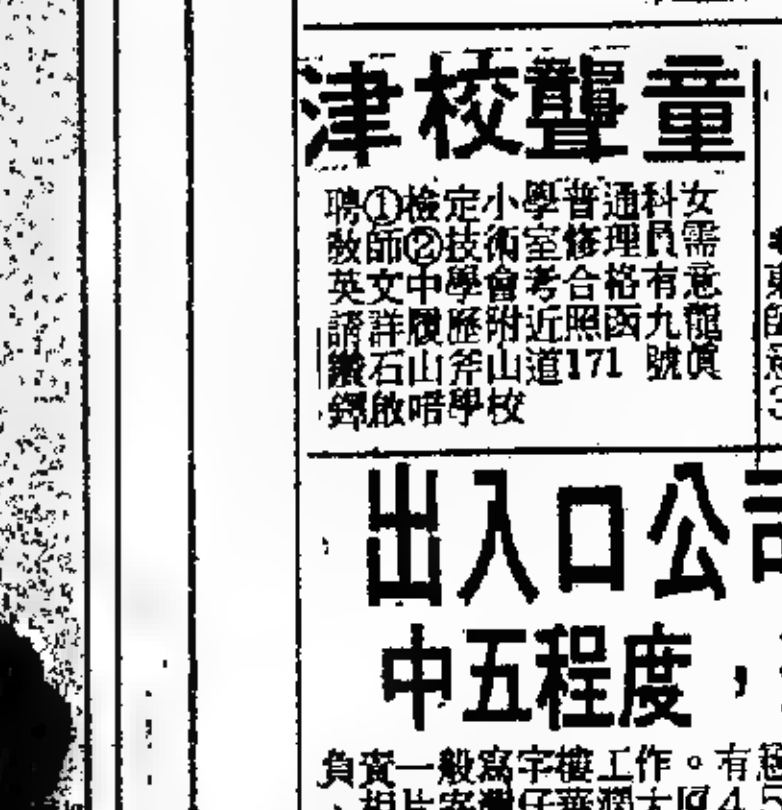 津校聾童
聘①檢定小學普通科女
教師②技術室修理員需
英文中學會考合格有意
請詳履歷附近照函九龍
鑽石山斧山道171號真
鐸啟喑學校
出入口公司
中五程度，
負責一般寫字樓工作。有